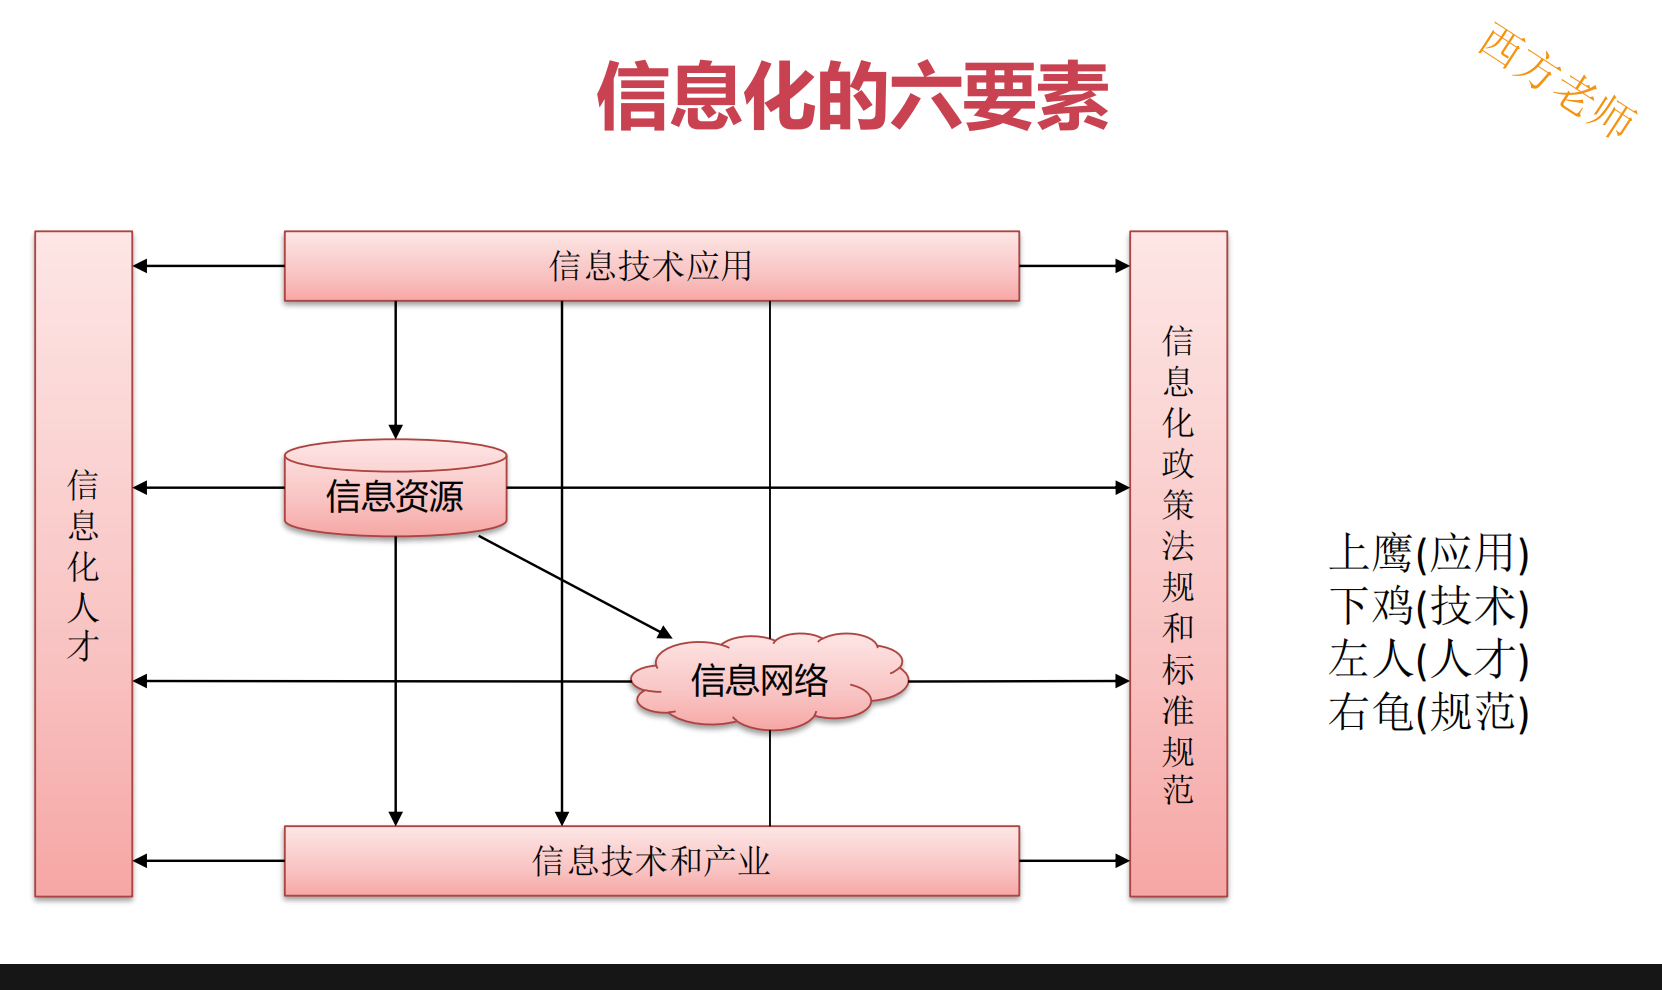 信息化的六要素
西方老师
信息技术应用
信息化人才
信息化政策法规和标准规范
信息资源
信息网络
信息技术和产业
上鹰(应用)
下鸡(技术)
左人(人才)
右龟(规范)